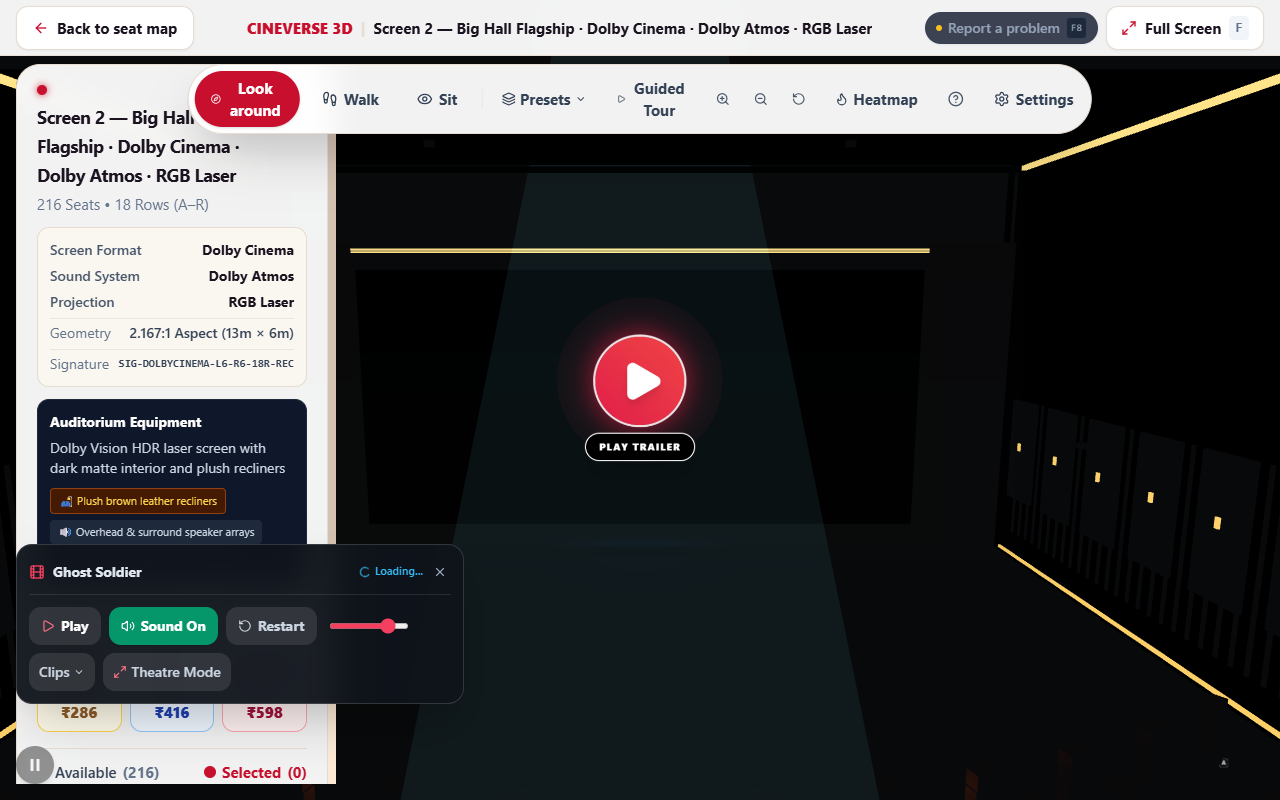 Back to seat map
CINEVERSE 3D | Screen 2 — Big Hall Flagship · Dolby Cinema · Dolby Atmos · RGB Laser
Report a problem F8
Full Screen F
Look around
Walk
Sit
Presets
Guided Tour
Heatmap
Settings
Screen 2 — Big Hall
Flagship · Dolby Cinema ·
Dolby Atmos · RGB Laser
216 Seats • 18 Rows (A–R)
Screen Format Dolby Cinema
Sound System Dolby Atmos
Projection RGB Laser
Geometry 2.167:1 Aspect (13m × 6m)
Signature SIG-DOLBYCINEMA-L6-R6-18R-REC
Auditorium Equipment
Dolby Vision HDR laser screen with
dark matte interior and plush recliners
Plush brown leather recliners
Overhead & surround speaker arrays
PLAY TRAILER
Ghost Soldier Loading...
Play Sound On Restart
Clips Theatre Mode
₹286 ₹416 ₹598
Available (216) Selected (0)